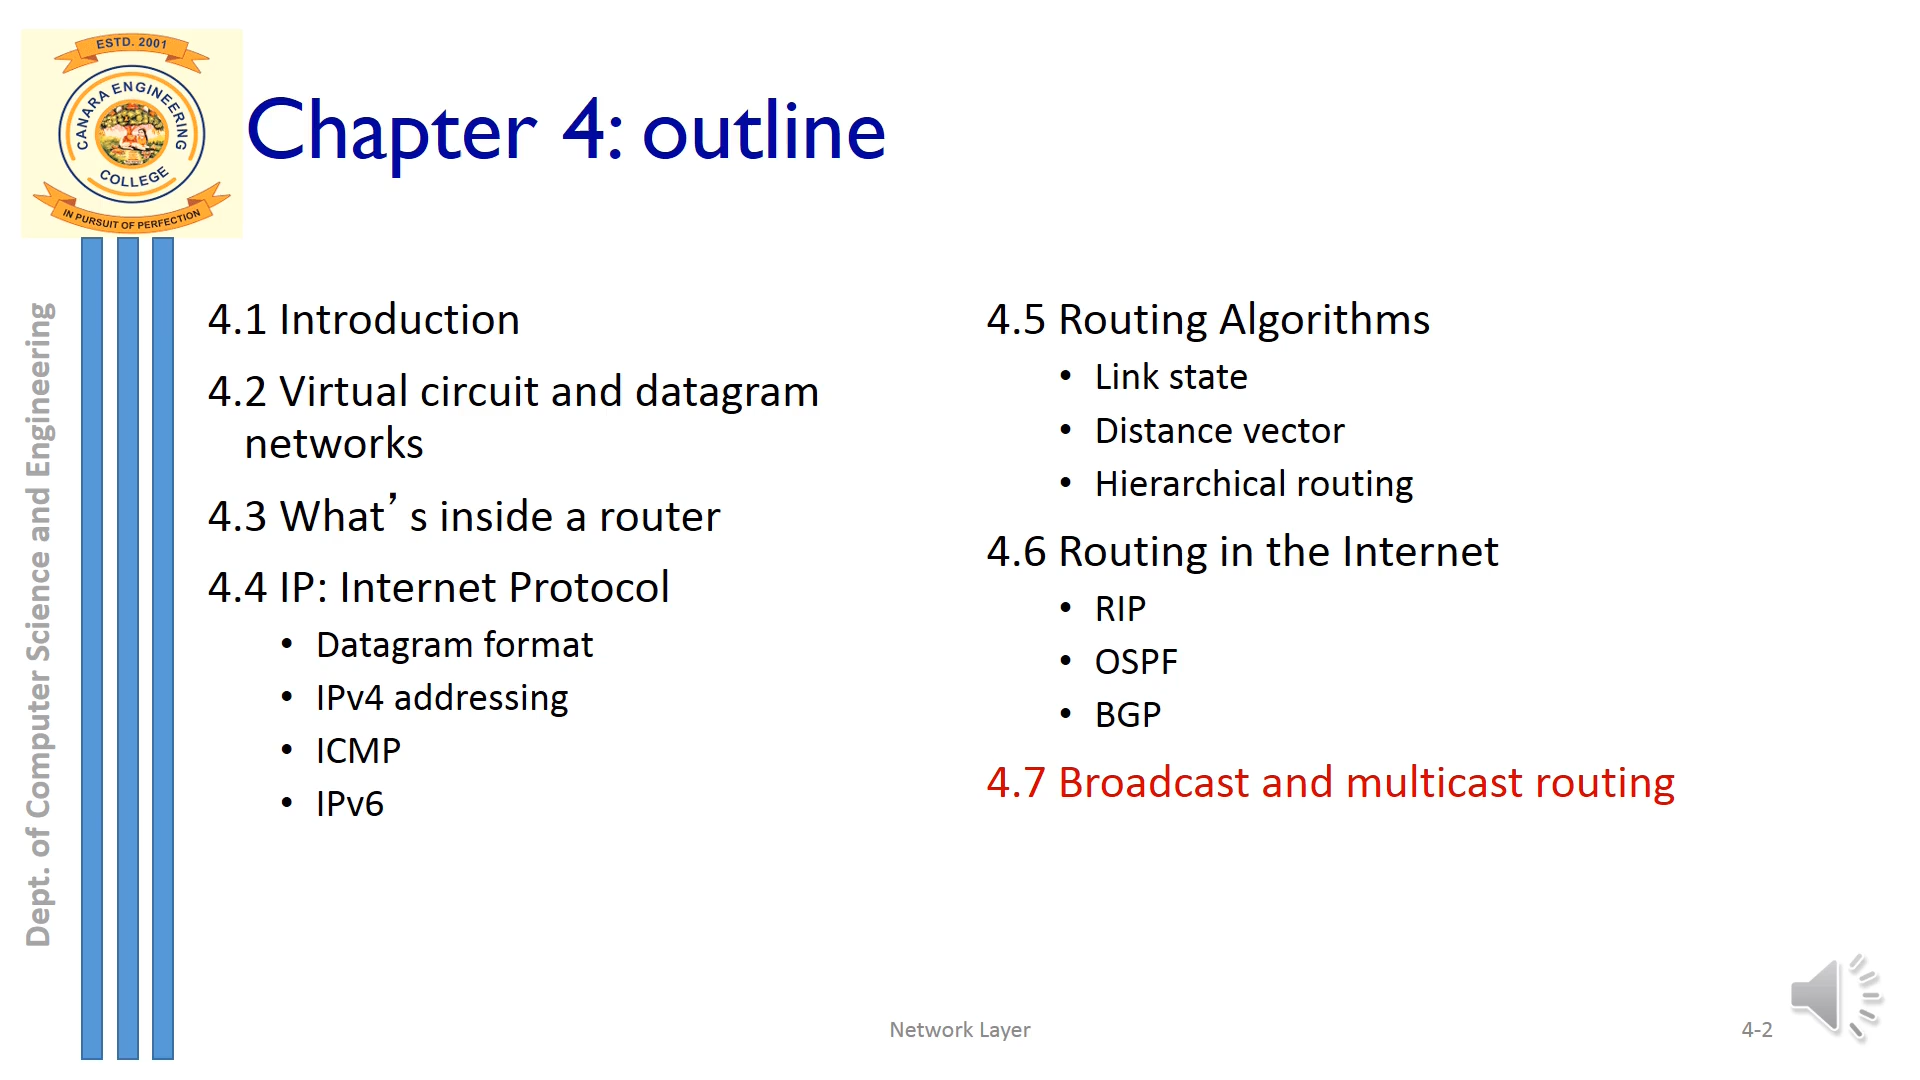 ESTD. 2001
CANARA ENGINEERING
COLLEGE
IN PURSUIT OF PERFECTION
Chapter 4: outline
Dept. of Computer Science and Engineering
4.1 Introduction
4.2 Virtual circuit and datagram
networks
4.3 What’s inside a router
4.4 IP: Internet Protocol
• Datagram format
• IPv4 addressing
• ICMP
• IPv6
4.5 Routing Algorithms
• Link state
• Distance vector
• Hierarchical routing
4.6 Routing in the Internet
• RIP
• OSPF
• BGP
4.7 Broadcast and multicast routing
Network Layer
4-2